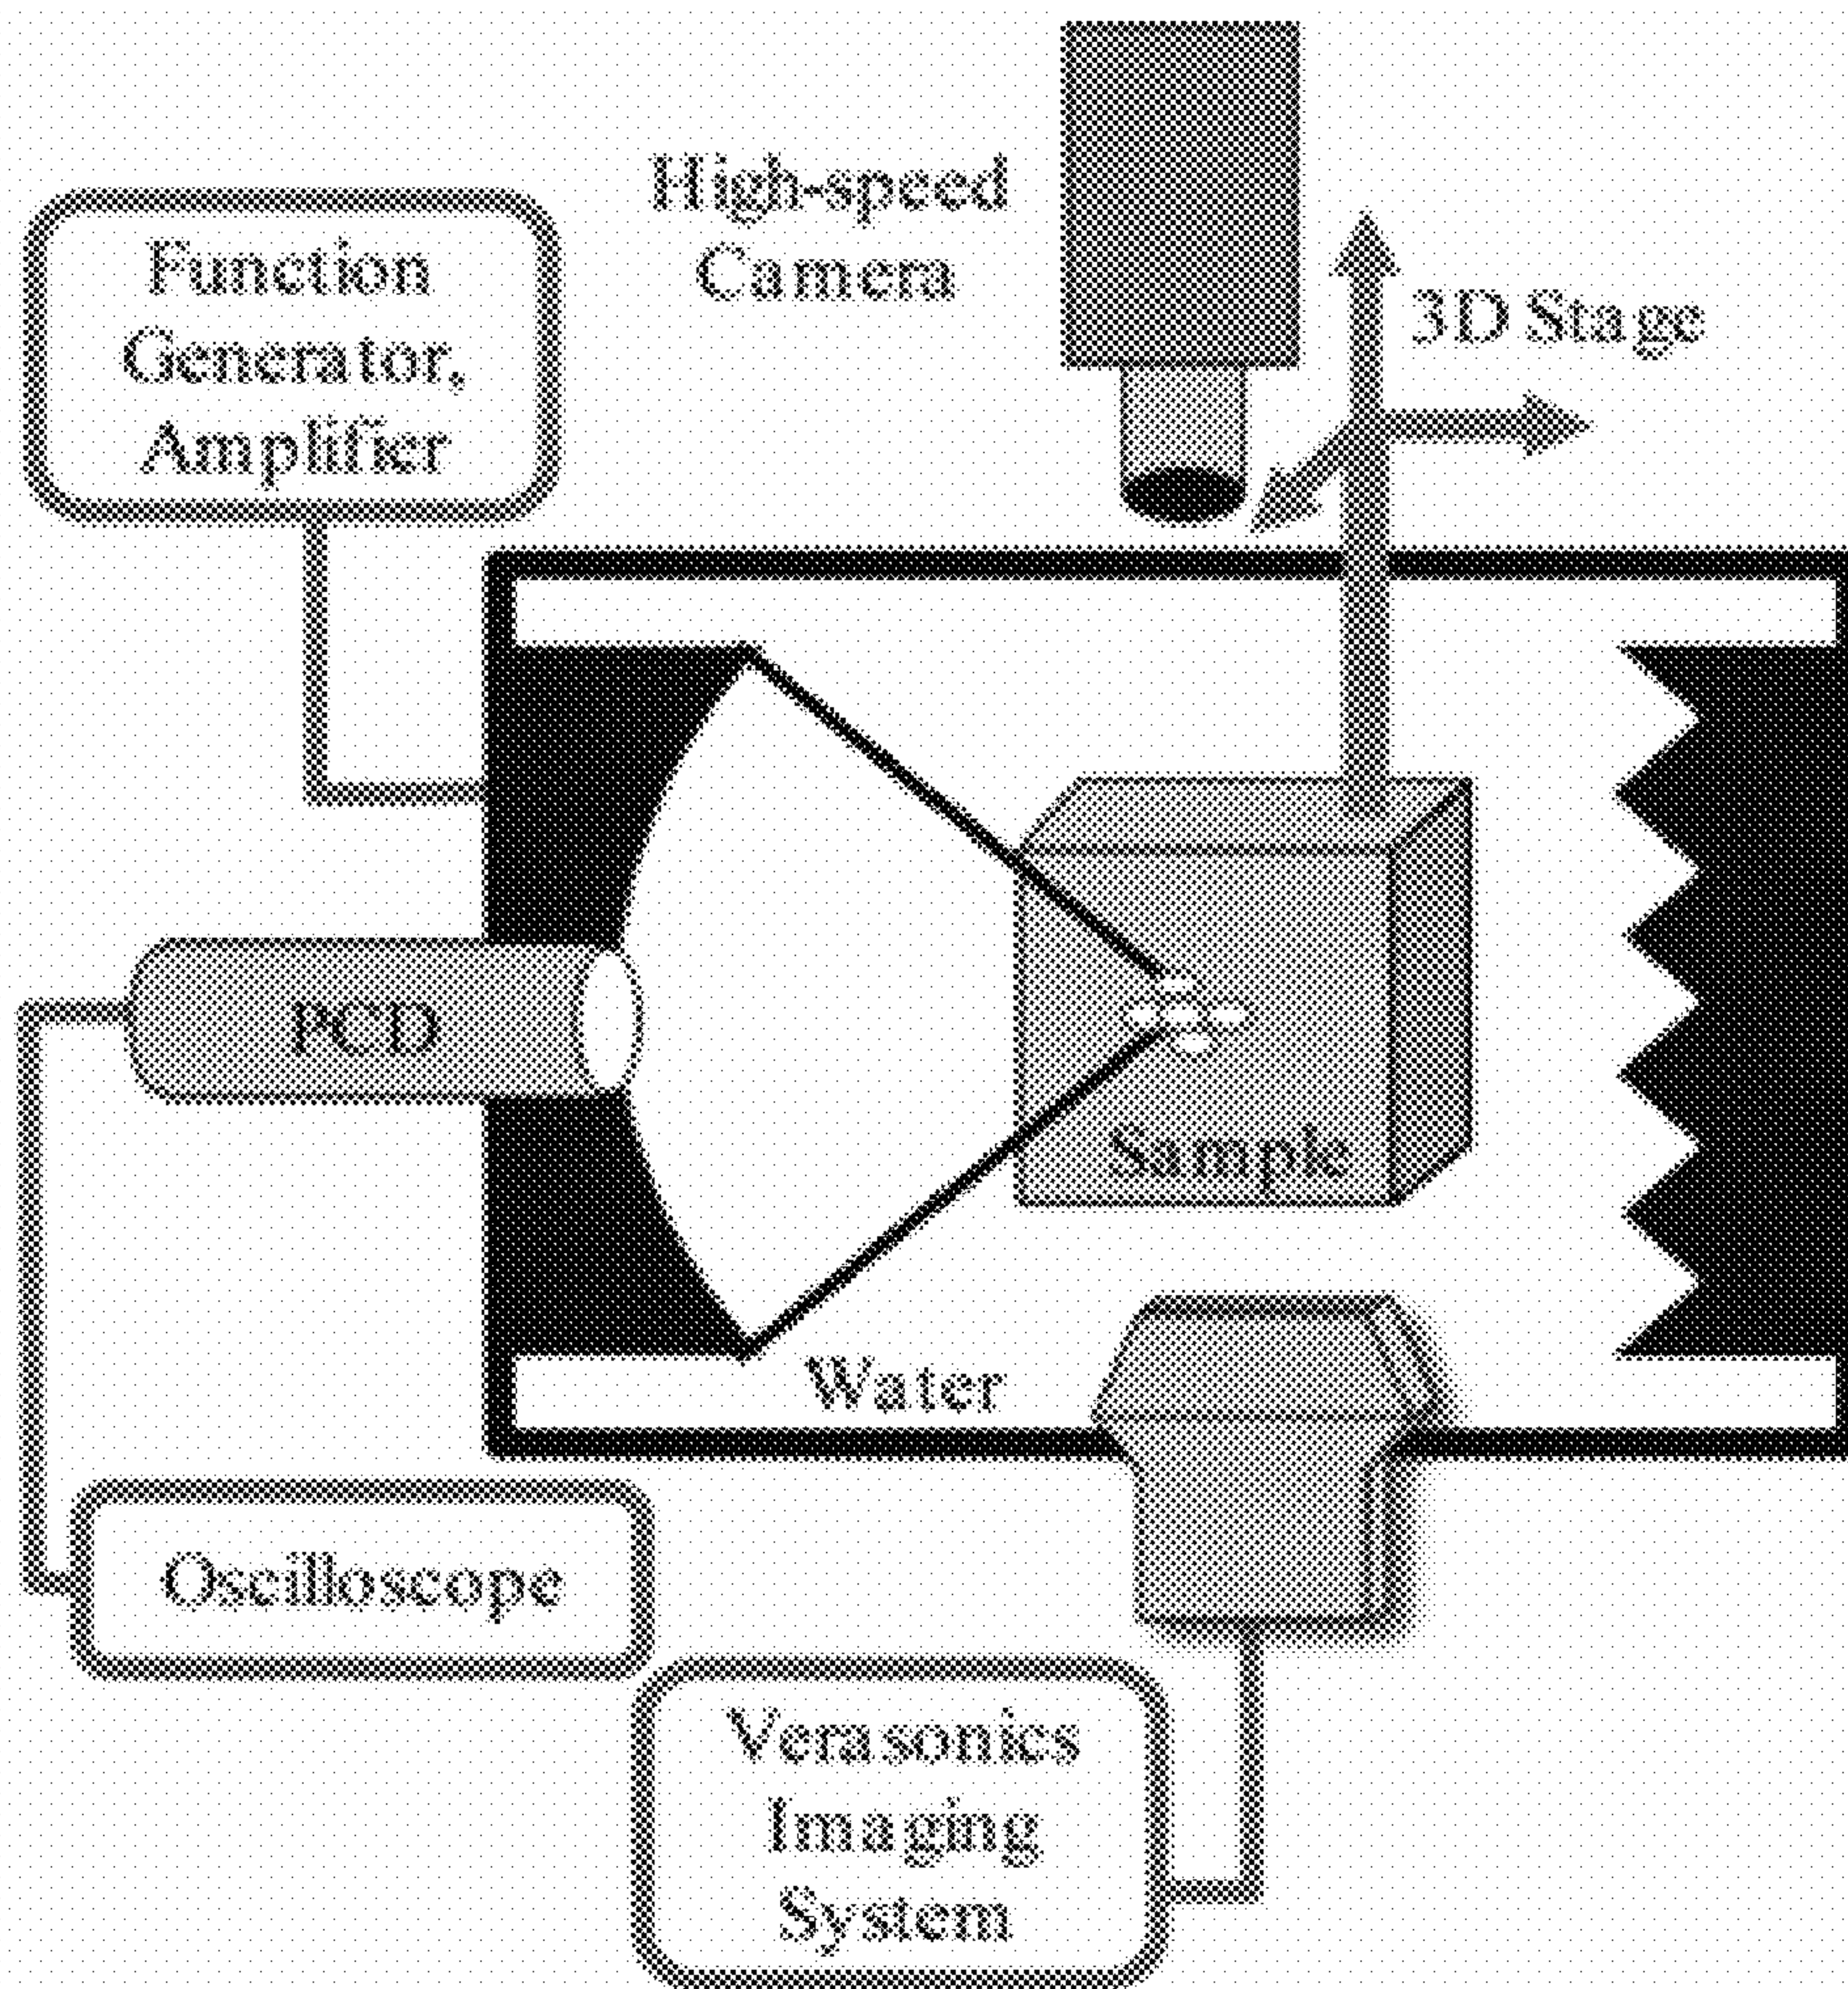 High-speed
Camera
Function
Generator,
Amplifier
3D Stage
PCD
Sample
Water
Oscilloscope
Verasonics
Imaging
System